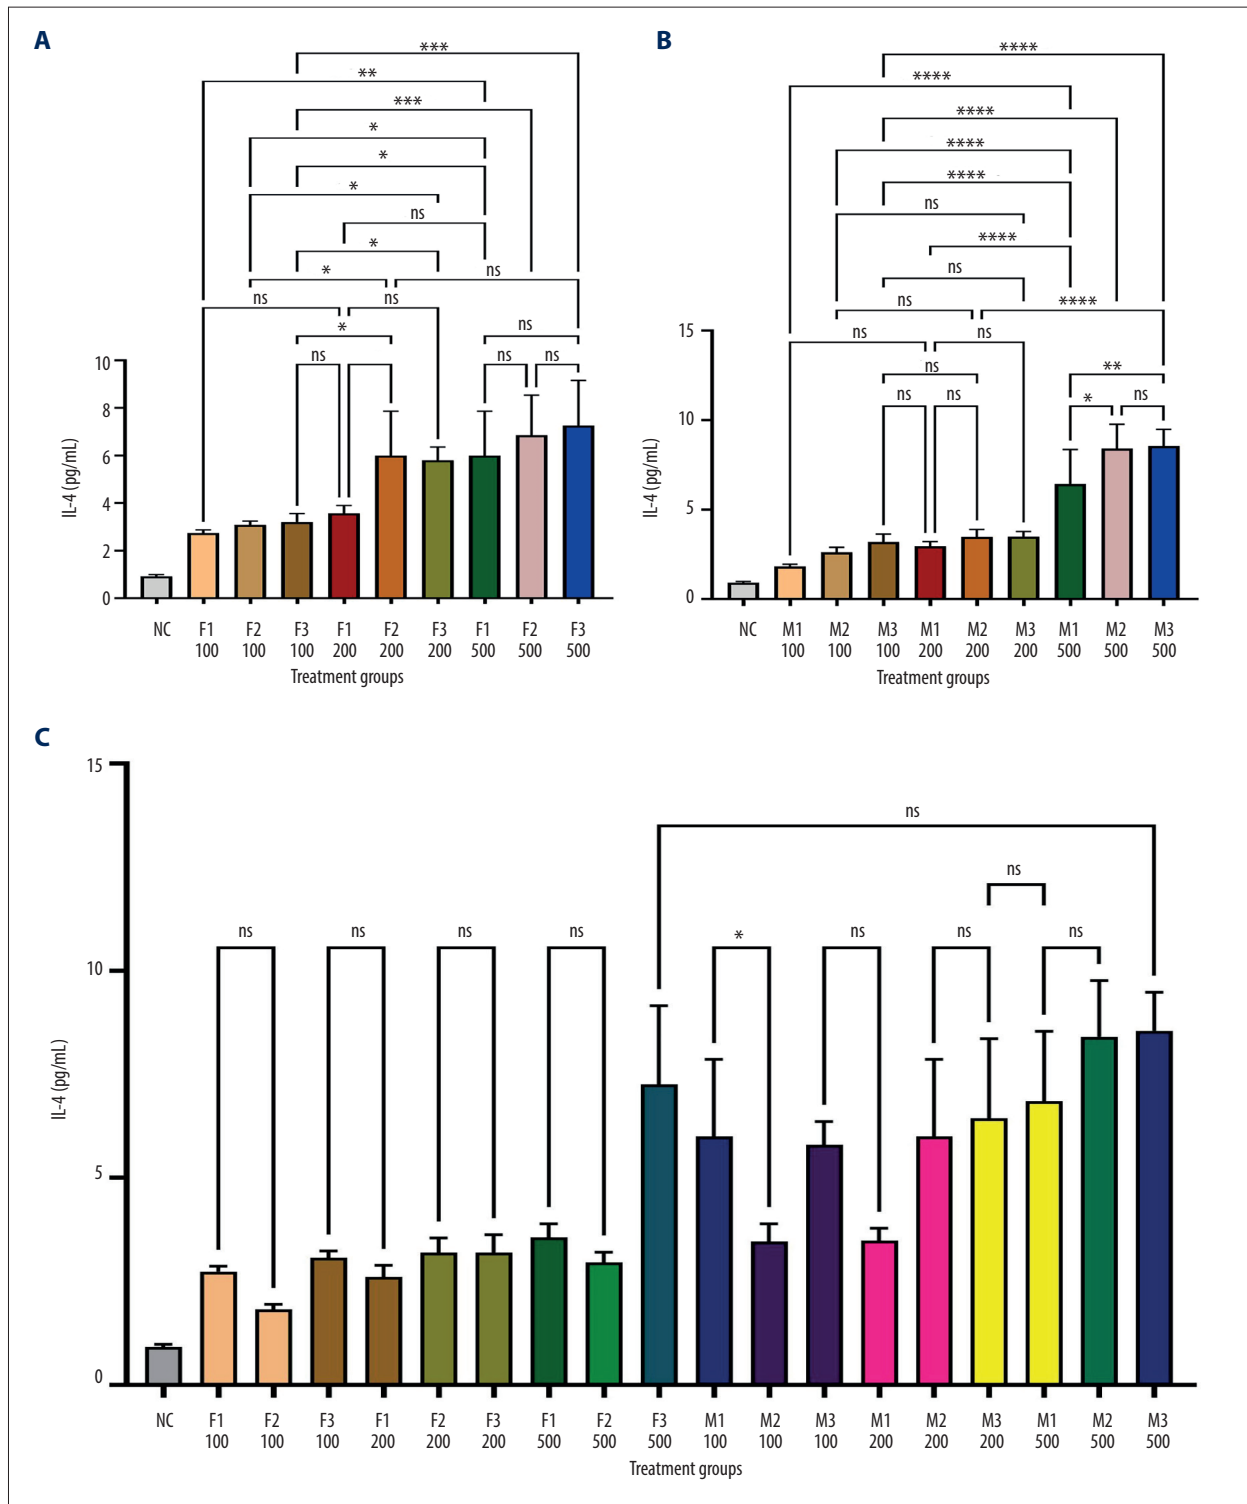 A
***
**
***
*
*
*
ns
*
*
ns
ns
ns
*
ns
ns
ns
ns
10
8
6
4
2
0
IL-4 (pg/mL)
NC F1 F2 F3 F1 F2 F3 F1 F2 F3
100 100 100 200 200 200 500 500 500
Treatment groups
B
****
****
****
****
****
ns
****
ns
ns
****
ns
ns
ns
**
ns
ns
*
ns
15
10
5
0
IL-4 (pg/mL)
NC M1 M2 M3 M1 M2 M3 M1 M2 M3
100 100 100 200 200 200 500 500 500
Treatment groups
C
ns
ns
ns
ns
ns
ns
*
ns
ns
ns
15
10
5
0
IL-4 (pg/mL)
NC F1 F2 F3 F1 F2 F3 F1 F2 F3 M1 M2 M3 M1 M2 M3 M1 M2 M3
100 100 100 200 200 200 500 500 500 100 100 100 200 200 200 500 500 500
Treatment groups